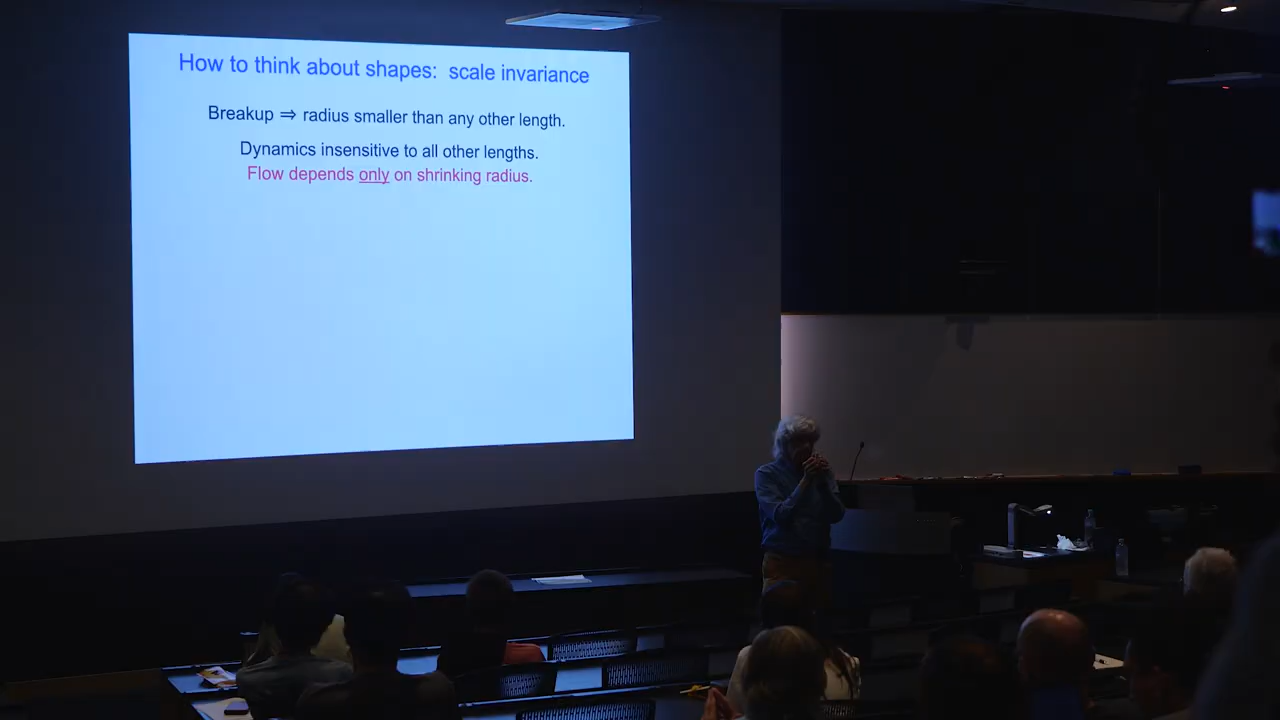 How to think about shapes: scale invariance
Breakup ⇒ radius smaller than any other length.
Dynamics insensitive to all other lengths.
Flow depends only on shrinking radius.